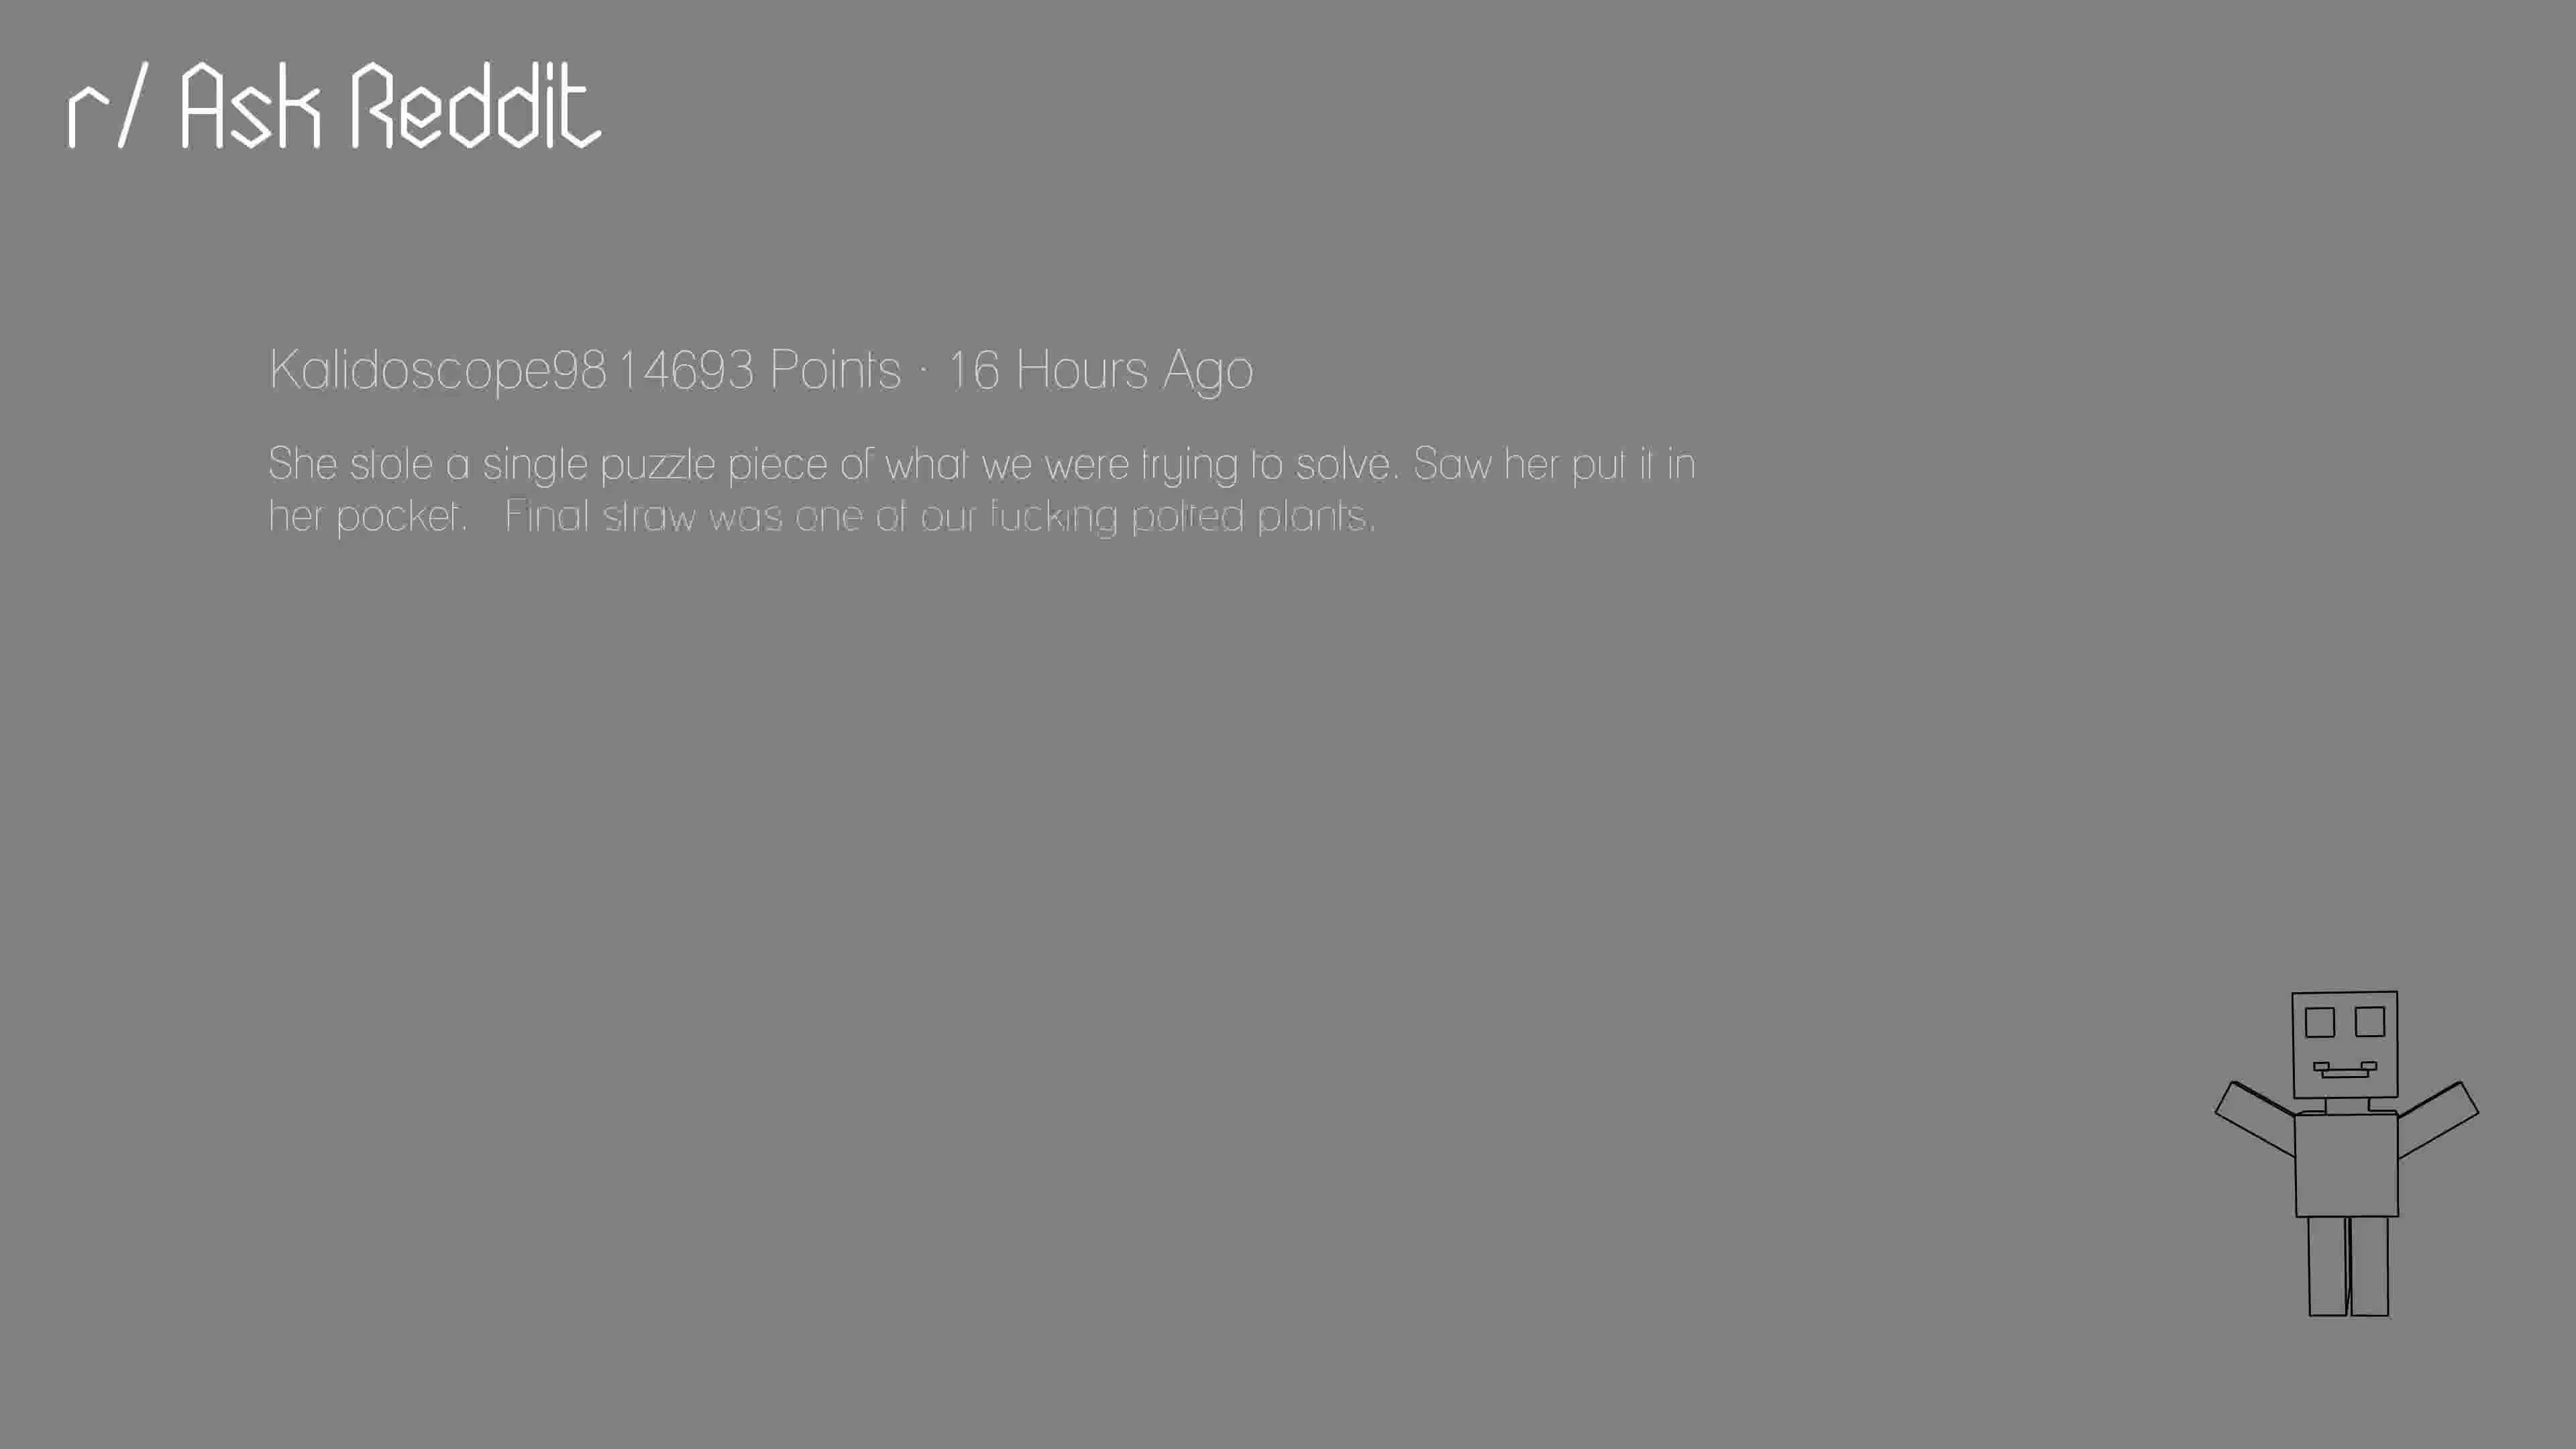 r/ Ask Reddit
Kalidoscope98 14693 Points · 16 Hours Ago
She stole a single puzzle piece of what we were trying to solve. Saw her put it in
her pocket. Final straw was one of our fucking potted plants.